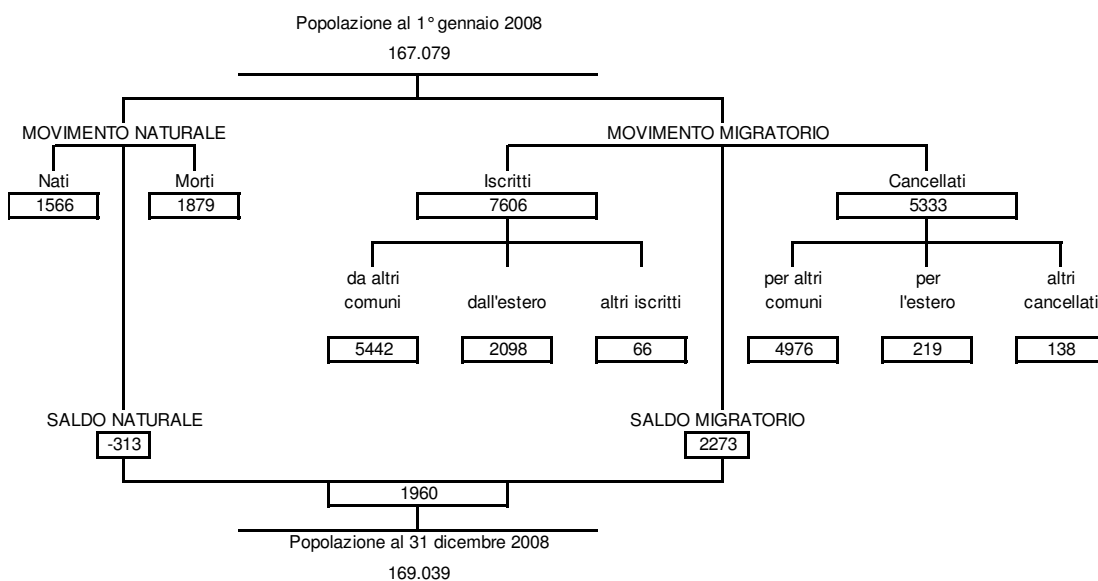 Popolazione al 1° gennaio 2008
167.079
MOVIMENTO NATURALE
MOVIMENTO MIGRATORIO
Nati
Morti
Iscritti
Cancellati
1566
1879
7606
5333
da altri
comuni
dall'estero
altri iscritti
per altri
comuni
per
l'estero
altri
cancellati
5442
2098
66
4976
219
138
SALDO NATURALE
SALDO MIGRATORIO
-313
2273
1960
Popolazione al 31 dicembre 2008
169.039